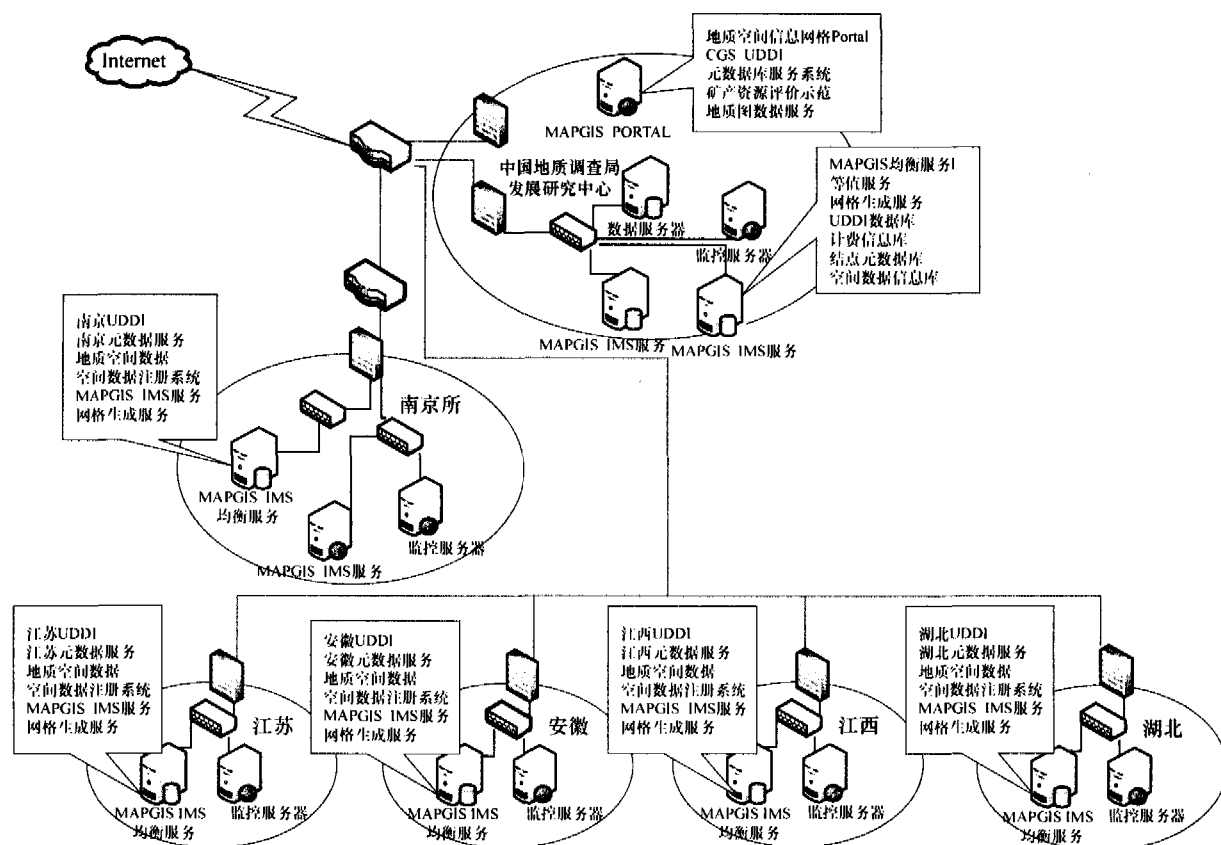 Internet
地质空间信息网格Portal
CGS UDDI
元数据库服务系统
矿产资源评价示范
地质图数据服务
MAPGIS PORTAL
中国地质调查局
发展研究中心
数据服务器
监控服务器
MAPGIS IMS服务
MAPGIS IMS服务
MAPGIS均衡服务I
等值服务
网格生成服务
UDDI数据库
计费信息库
结点元数据库
空间数据信息库
南京UDDI
南京元数据服务
地质空间数据
空间数据注册系统
MAPGIS IMS服务
网格生成服务
南京所
MAPGIS IMS
均衡服务
MAPGIS IMS服务
监控服务器
江苏UDDI
江苏元数据服务
地质空间数据
空间数据注册系统
MAPGIS IMS服务
网格生成服务
江苏
MAPGIS IMS
均衡服务
监控服务器
安徽UDDI
安徽元数据服务
地质空间数据
空间数据注册系统
MAPGIS IMS服务
网格生成服务
安徽
MAPGIS IMS
均衡服务
监控服务器
江西UDDI
江西元数据服务
地质空间数据
空间数据注册系统
MAPGIS IMS服务
网格生成服务
江西
MAPGIS IMS
均衡服务
监控服务器
湖北UDDI
湖北元数据服务
地质空间数据
空间数据注册系统
MAPGIS IMS服务
网格生成服务
湖北
MAPGIS IMS
均衡服务
监控服务器